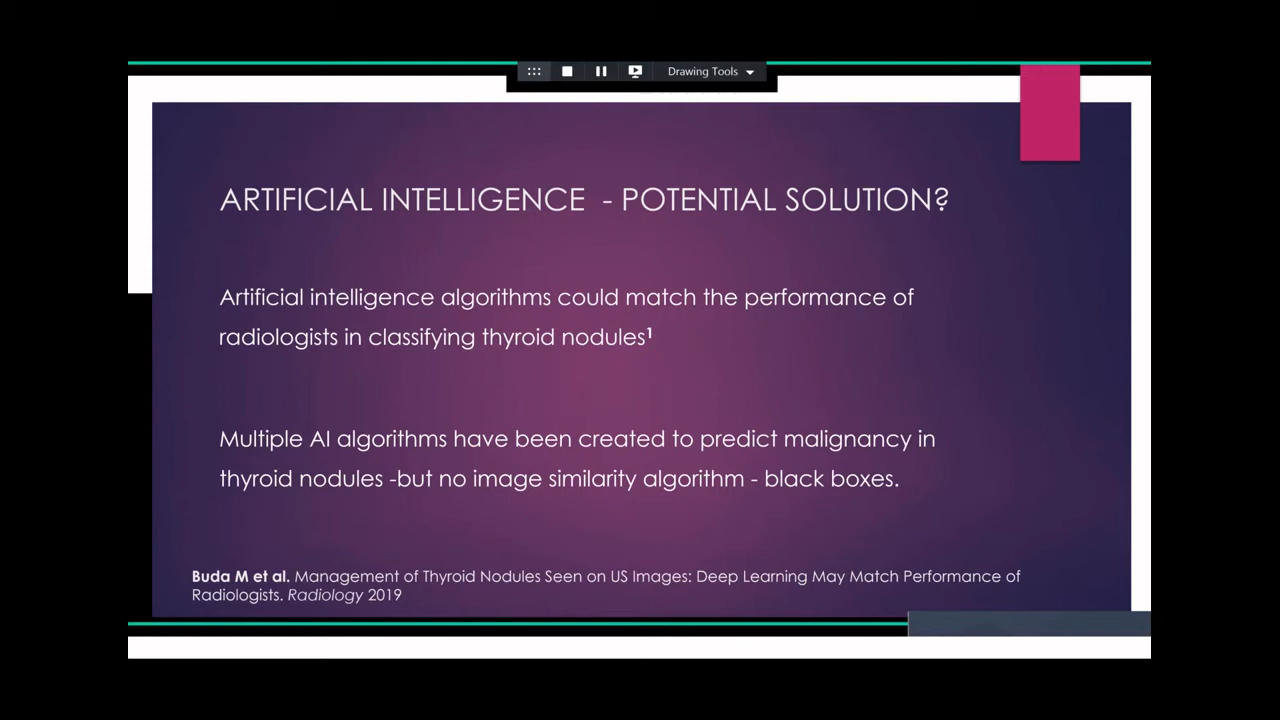 Drawing Tools
ARTIFICIAL INTELLIGENCE - POTENTIAL SOLUTION?
Artificial intelligence algorithms could match the performance of
radiologists in classifying thyroid nodules¹
Multiple AI algorithms have been created to predict malignancy in
thyroid nodules -but no image similarity algorithm - black boxes.
Buda M et al. Management of Thyroid Nodules Seen on US Images: Deep Learning May Match Performance of
Radiologists. Radiology 2019